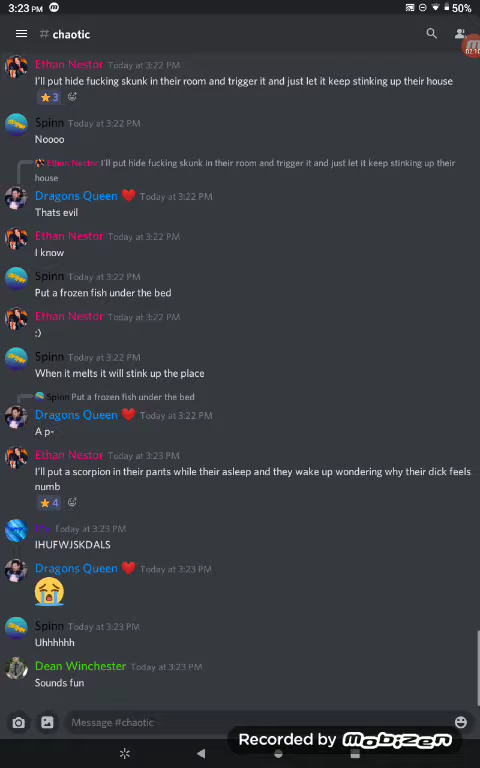 3:23 PM
50%
# chaotic
Ethan Nestor Today at 3:22 PM
I'll put hide fucking skunk in their room and trigger it and just let it keep stinking up their house
3
Spinn Today at 3:22 PM
Noooo
Ethan Nestor I'll put hide fucking skunk in their room and trigger it and just let it keep stinking up their
house
Dragons Queen Today at 3:22 PM
Thats evil
Ethan Nestor Today at 3:22 PM
I know
Spinn Today at 3:22 PM
Put a frozen fish under the bed
Ethan Nestor Today at 3:22 PM
:)
Spinn Today at 3:22 PM
When it melts it will stink up the place
Spinn Put a frozen fish under the bed
Dragons Queen Today at 3:22 PM
A p-
Ethan Nestor Today at 3:23 PM
I'll put a scorpion in their pants while their asleep and they wake up wondering why their dick feels
numb
4
Today at 3:23 PM
IHUFWJSKDALS
Dragons Queen Today at 3:23 PM
Spinn Today at 3:23 PM
Uhhhhhh
Dean Winchester Today at 3:23 PM
Sounds fun
Message #chaotic
Recorded by MOBIZEN